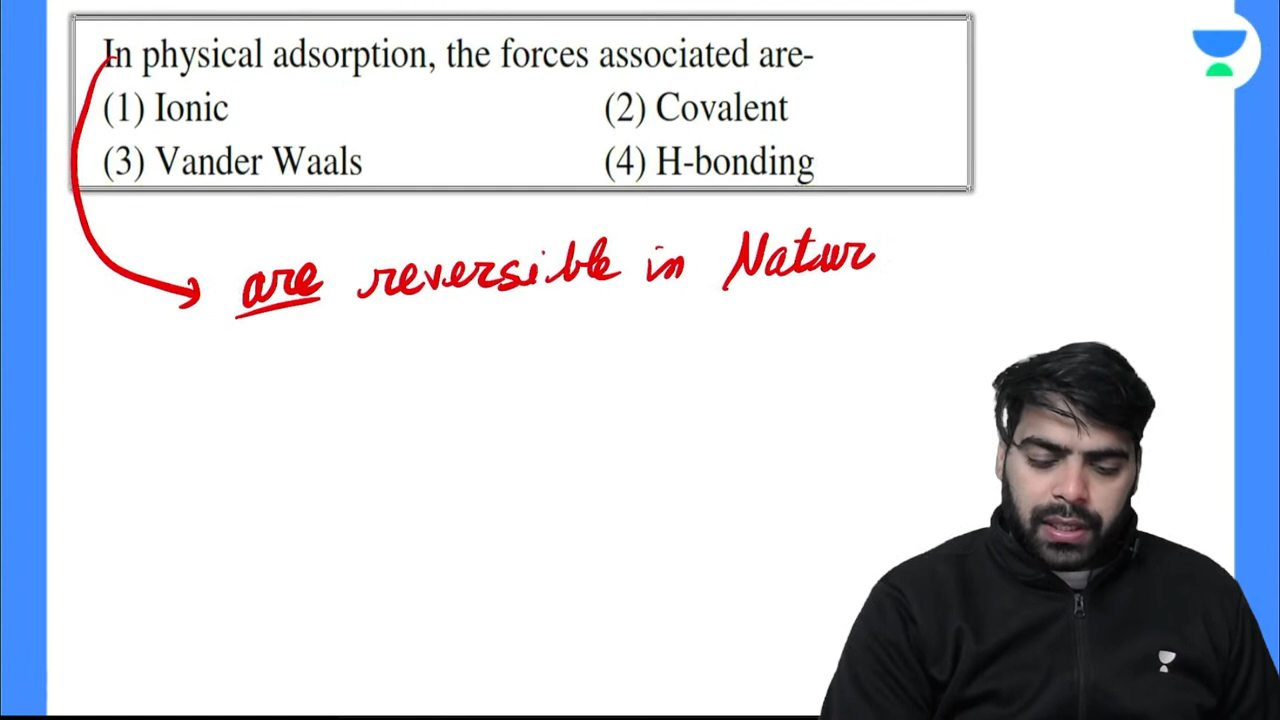 In physical adsorption, the forces associated are-
(1) Ionic (2) Covalent
(3) Vander Waals (4) H-bonding
are reversible in Natur